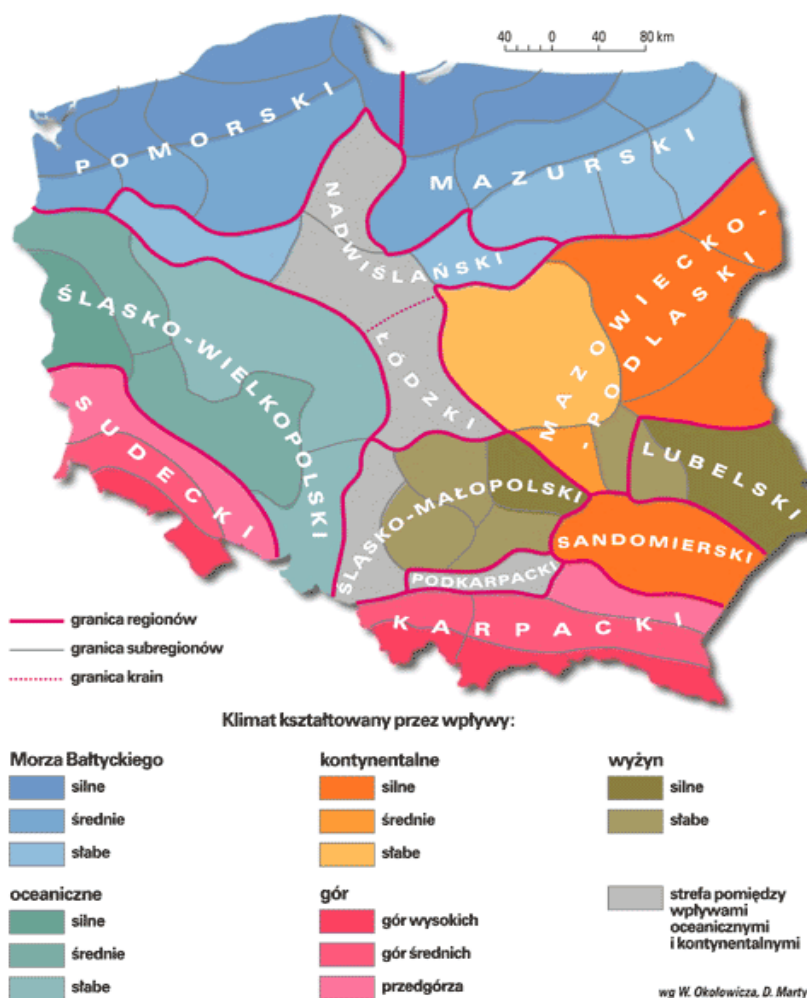 40 0 40 80 km
POMORSKI
MAZURSKI
NADWIŚLAŃSKI
MAZOWIECKO-
-PODLASKI
ŚLĄSKO-WIELKOPOLSKI
ŁÓDZKI
SUDECKI
LUBELSKI
ŚLĄSKO-MAŁOPOLSKI
SANDOMIERSKI
PODKARPACKI
KARPACKI
granica regionów
granica subregionów
granica krain
Klimat kształtowany przez wpływy:
Morza Bałtyckiego
silne
średnie
słabe
kontynentalne
silne
średnie
słabe
wyżyn
silne
słabe
oceaniczne
silne
średnie
słabe
gór
gór wysokich
gór średnich
przedgórza
strefa pomiędzy
wpływami
oceanicznymi
i kontynentalnymi
wg W. Okołowicza, D. Marty